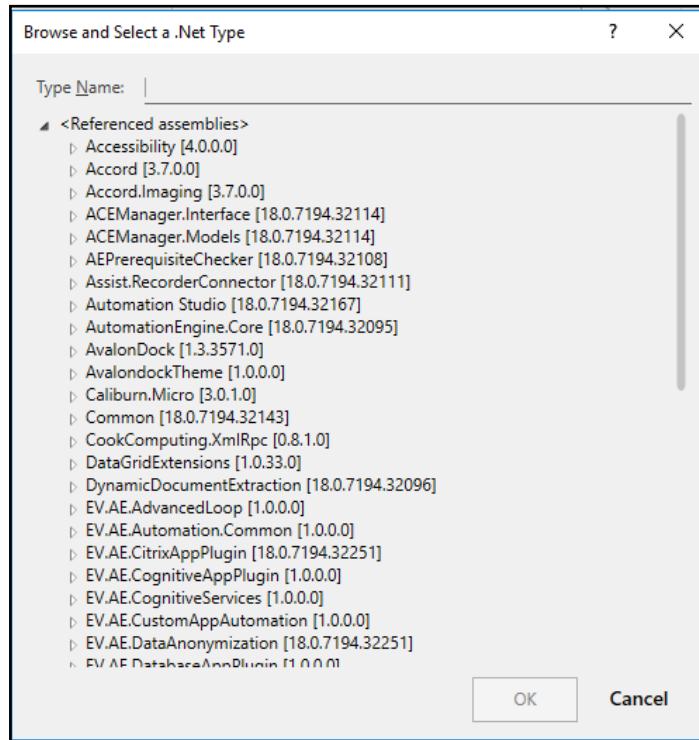 Browse and Select a .Net Type ?
Type Name:
<Referenced assemblies>
Accessibility [4.0.0.0]
Accord [3.7.0.0]
Accord.Imaging [3.7.0.0]
ACEManager.Interface [18.0.7194.32114]
ACEManager.Models [18.0.7194.32114]
AEPrerequisiteChecker [18.0.7194.32108]
Assist.RecorderConnector [18.0.7194.32111]
Automation Studio [18.0.7194.32167]
AutomationEngine.Core [18.0.7194.32095]
AvalonDock [1.3.3571.0]
AvalondockTheme [1.0.0.0]
Caliburn.Micro [3.0.1.0]
Common [18.0.7194.32143]
CookComputing.XmlRpc [0.8.1.0]
DataGridExtensions [1.0.33.0]
DynamicDocumentExtraction [18.0.7194.32096]
EV.AE.AdvancedLoop [1.0.0.0]
EV.AE.Automation.Common [1.0.0.0]
EV.AE.CitrixAppPlugin [18.0.7194.32251]
EV.AE.CognitiveAppPlugin [1.0.0.0]
EV.AE.CognitiveServices [1.0.0.0]
EV.AE.CustomAppAutomation [1.0.0.0]
EV.AE.DataAnonymization [18.0.7194.32251]
EV.AE.DatabaseAppPlugin [1.0.0.0]
OK Cancel